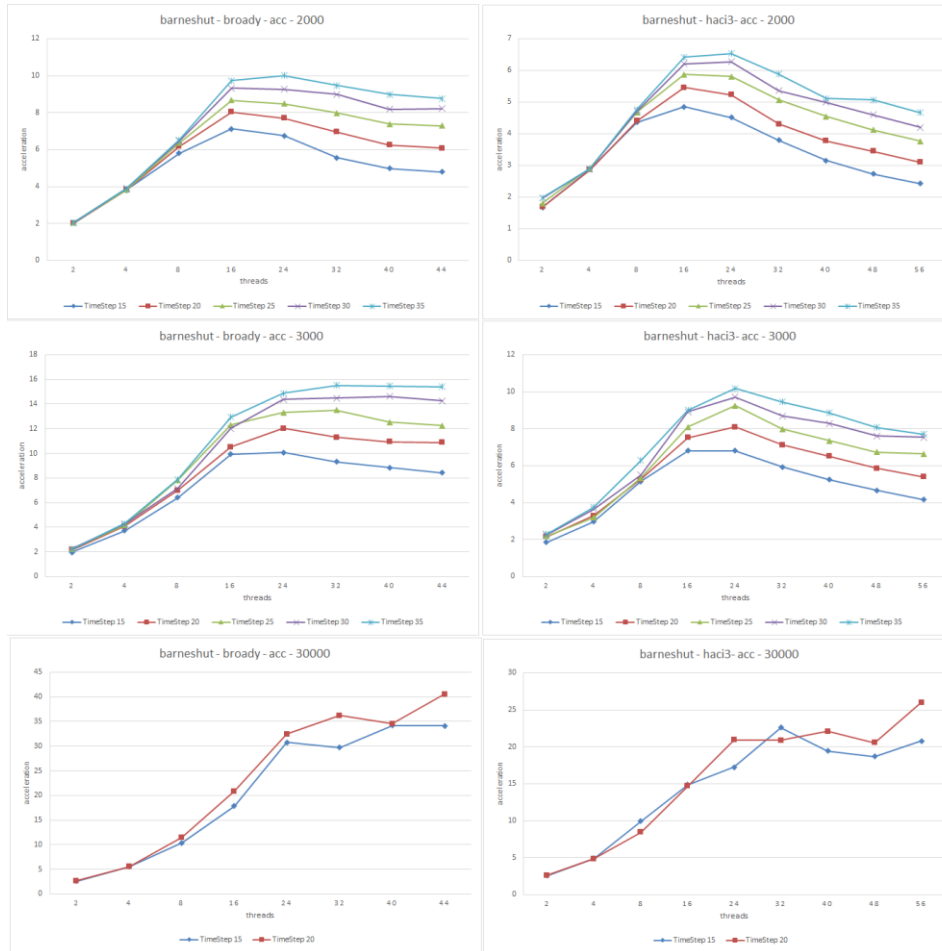 barneshut - broady - acc - 2000
12
10
8
6
4
2
0
acceleration
2 4 8 16 24 32 40 44
threads
TimeStep 15 TimeStep 20 TimeStep 25 TimeStep 30 TimeStep 35
barneshut - haci3- acc - 2000
7
6
5
4
3
2
1
0
acceleration
2 4 8 16 24 32 40 48 56
threads
TimeStep 15 TimeStep 20 TimeStep 25 TimeStep 30 TimeStep 35
barneshut - broady - acc - 3000
18
16
14
12
10
8
6
4
2
0
acceleration
2 4 8 16 24 32 40 44
threads
TimeStep 15 TimeStep 20 TimeStep 25 TimeStep 30 TimeStep 35
barneshut - haci3- acc - 3000
12
10
8
6
4
2
0
acceleration
2 4 8 16 24 32 40 48 56
threads
TimeStep 15 TimeStep 20 TimeStep 25 TimeStep 30 TimeStep 35
barneshut - broady - acc - 30000
45
40
35
30
25
20
15
10
5
0
acceleration
2 4 8 16 24 32 40 44
threads
TimeStep 15 TimeStep 20
barneshut - haci3- acc - 30000
30
25
20
15
10
5
0
acceleration
2 4 8 16 24 32 40 48 56
threads
TimeStep 15 TimeStep 20